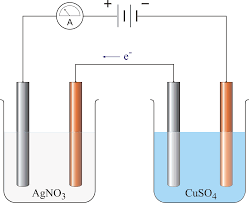 A
+ −
e⁻
AgNO₃
CuSO₄